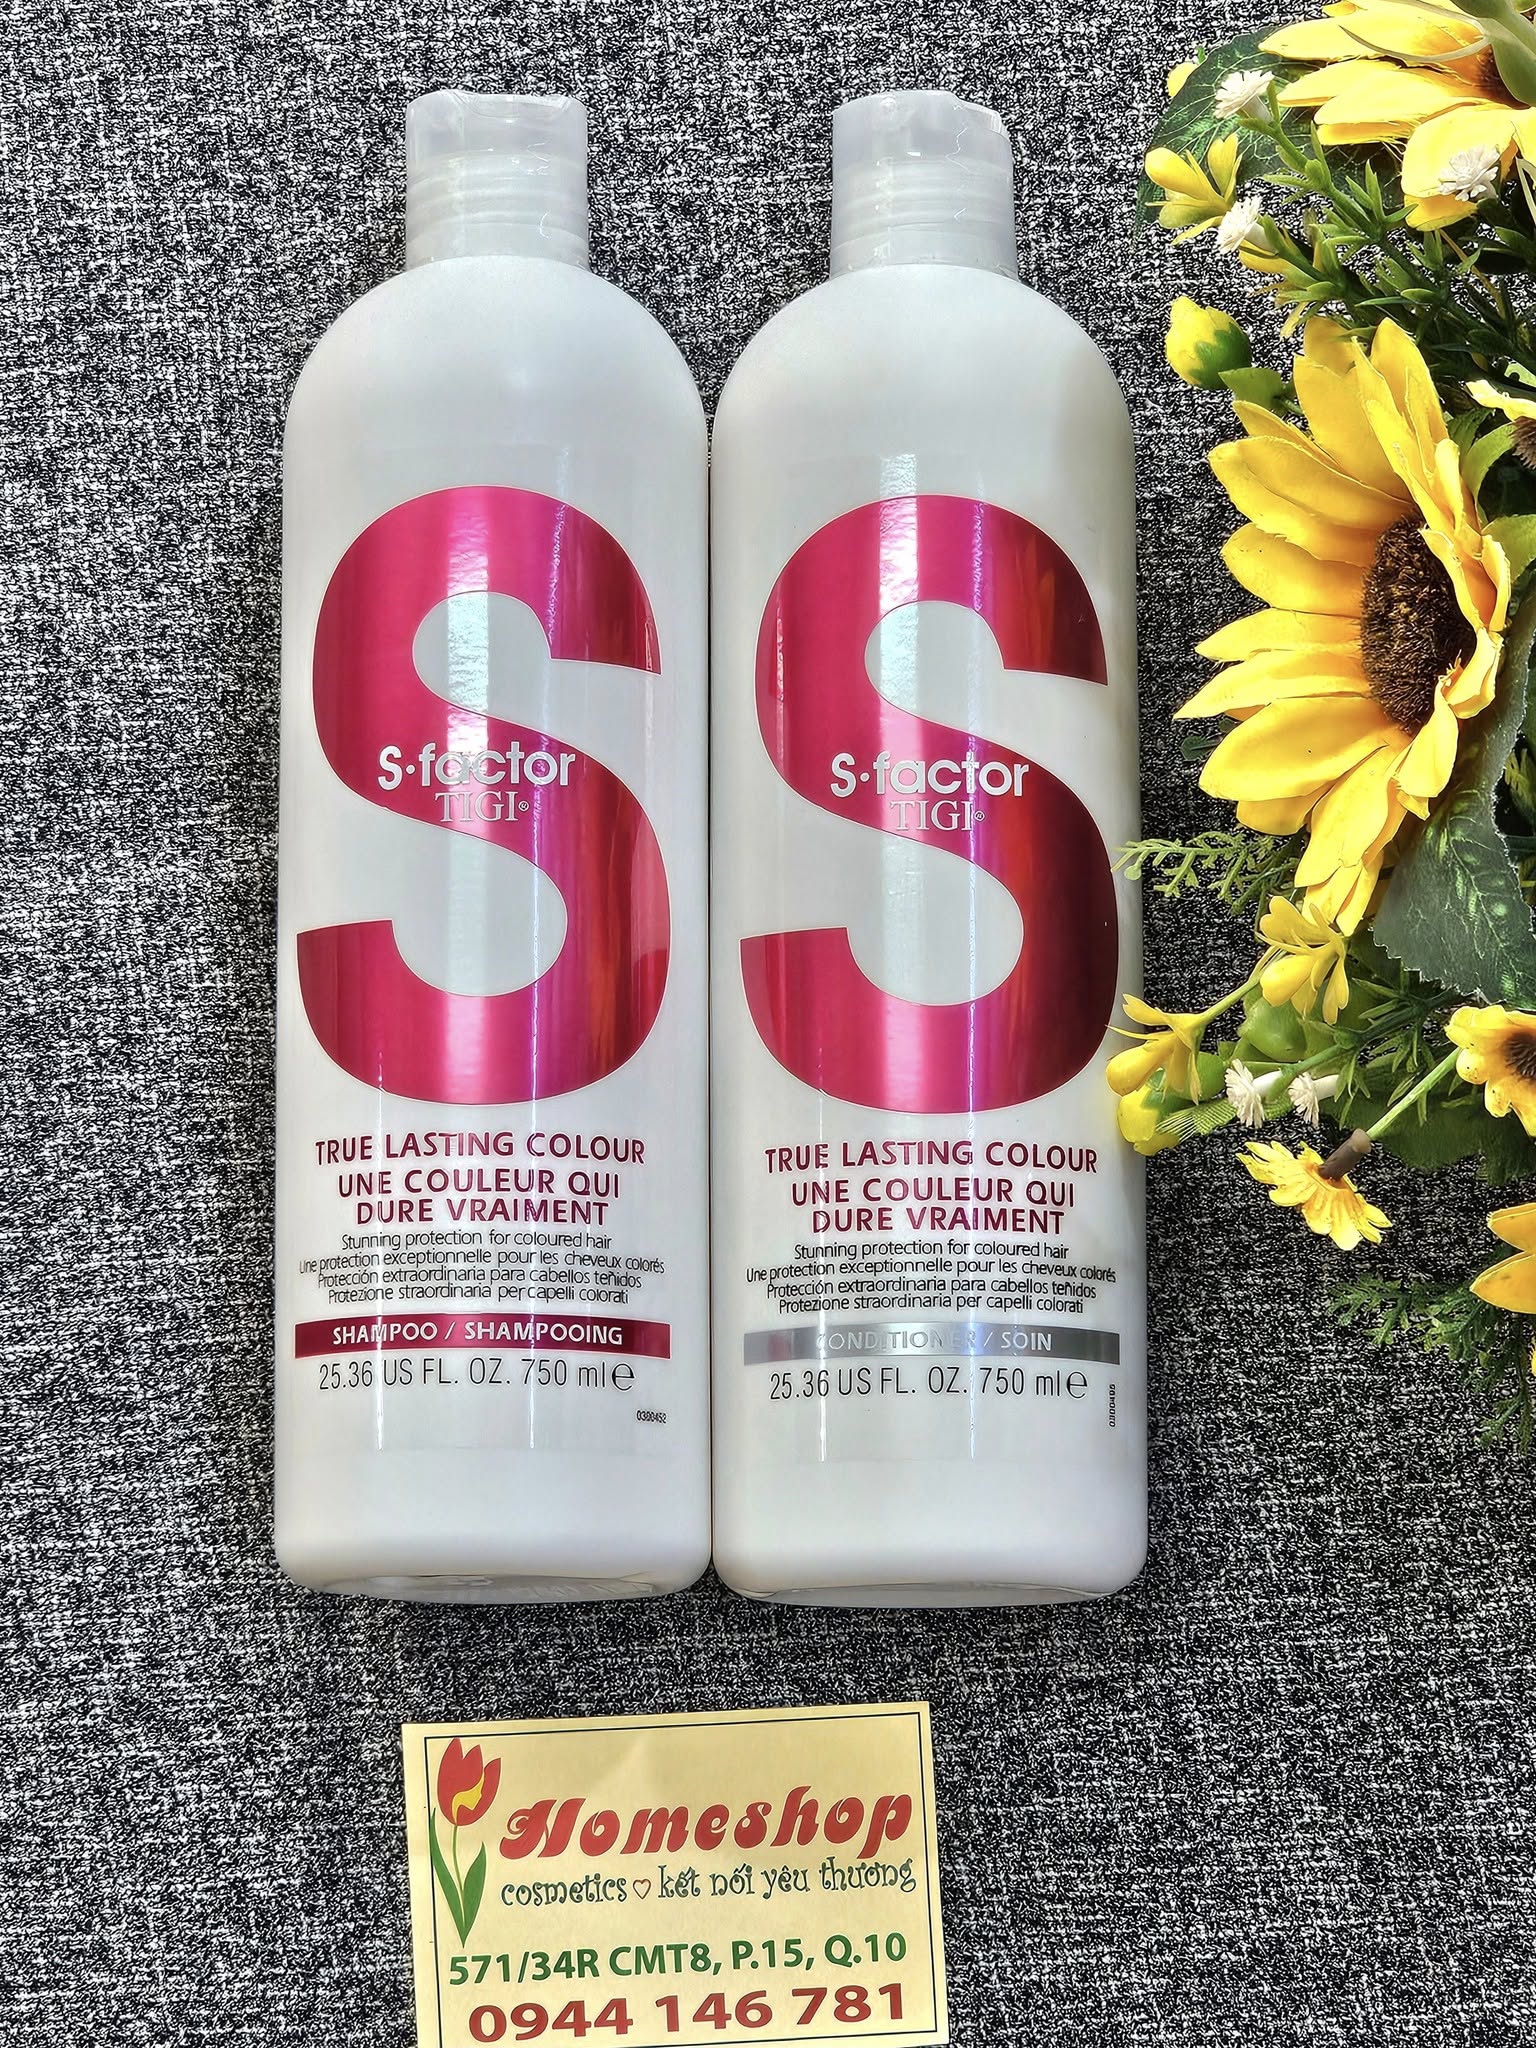 S
S·factor
TIGI®
TRUE LASTING COLOUR
UNE COULEUR QUI
DURE VRAIMENT
Stunning protection for coloured hair
Une protection exceptionnelle pour les cheveux colorés
Protección extraordinaria para cabellos teñidos
Protezione straordinaria per capelli colorati
SHAMPOO / SHAMPOOING
25.36 US FL. OZ. 750 ml e
S
S·factor
TIGI®
TRUE LASTING COLOUR
UNE COULEUR QUI
DURE VRAIMENT
Stunning protection for coloured hair
Une protection exceptionnelle pour les cheveux colorés
Protección extraordinaria para cabellos teñidos
Protezione straordinaria per capelli colorati
CONDITIONER / SOIN
25.36 US FL. OZ. 750 ml e
Homeshop
cosmetics ♡ kết nối yêu thương
571/34R CMT8, P.15, Q.10
0944 146 781